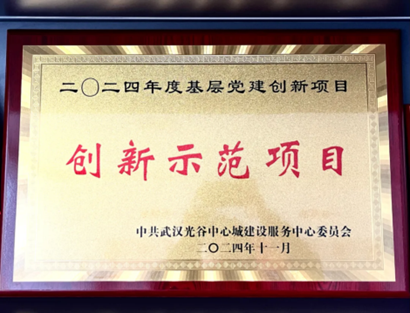 二〇二四年度基层党建创新项目
创新示范项目
中共武汉光谷中心城建设服务中心委员会
二〇二四年十一月